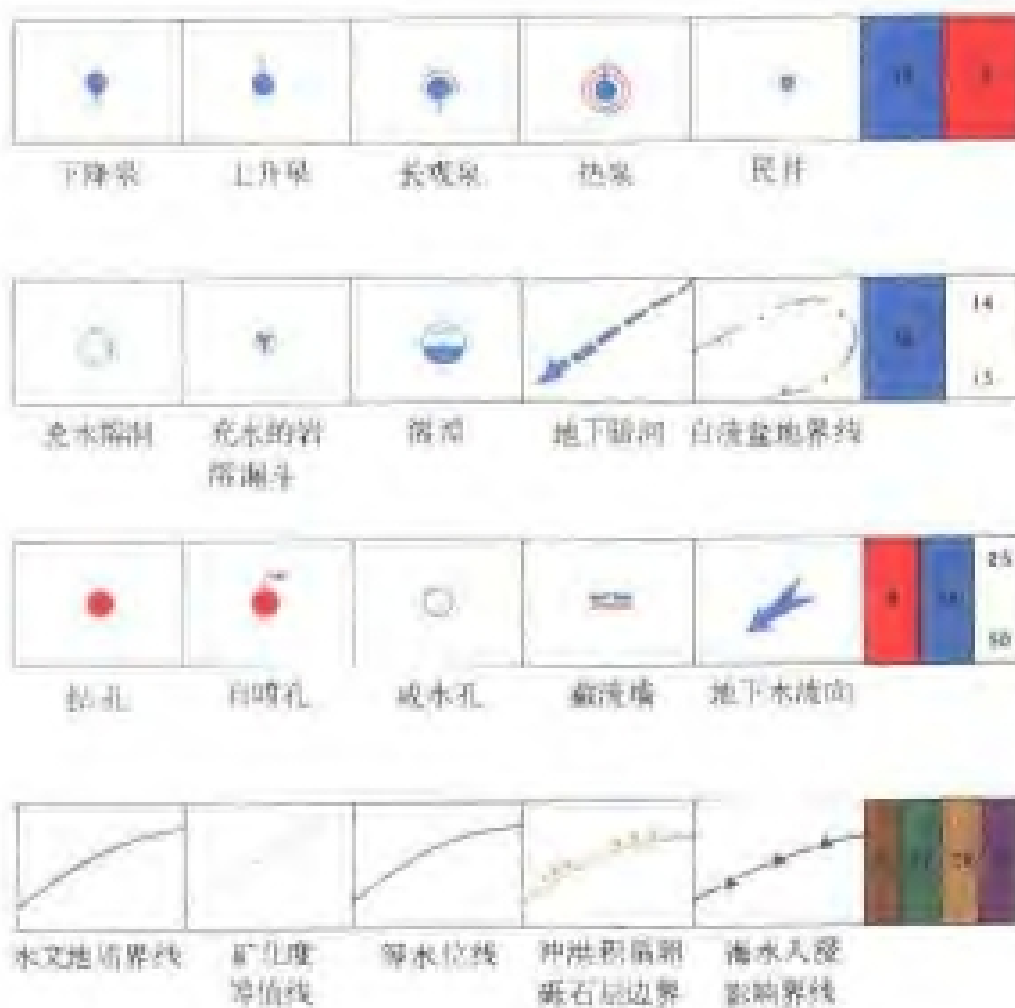 下降泉 上升泉 长观泉 热泉 民井
14
15
充水溶洞 充水的岩 溶潭 地下暗河 自流盆地界线
溶漏斗
25
50
钻孔 自喷孔 咸水孔 截流墙 地下水流向
水文地质界线 矿化度 等水位线 冲洪积扇卵 海水入侵
等值线 砾石层边界 影响界线